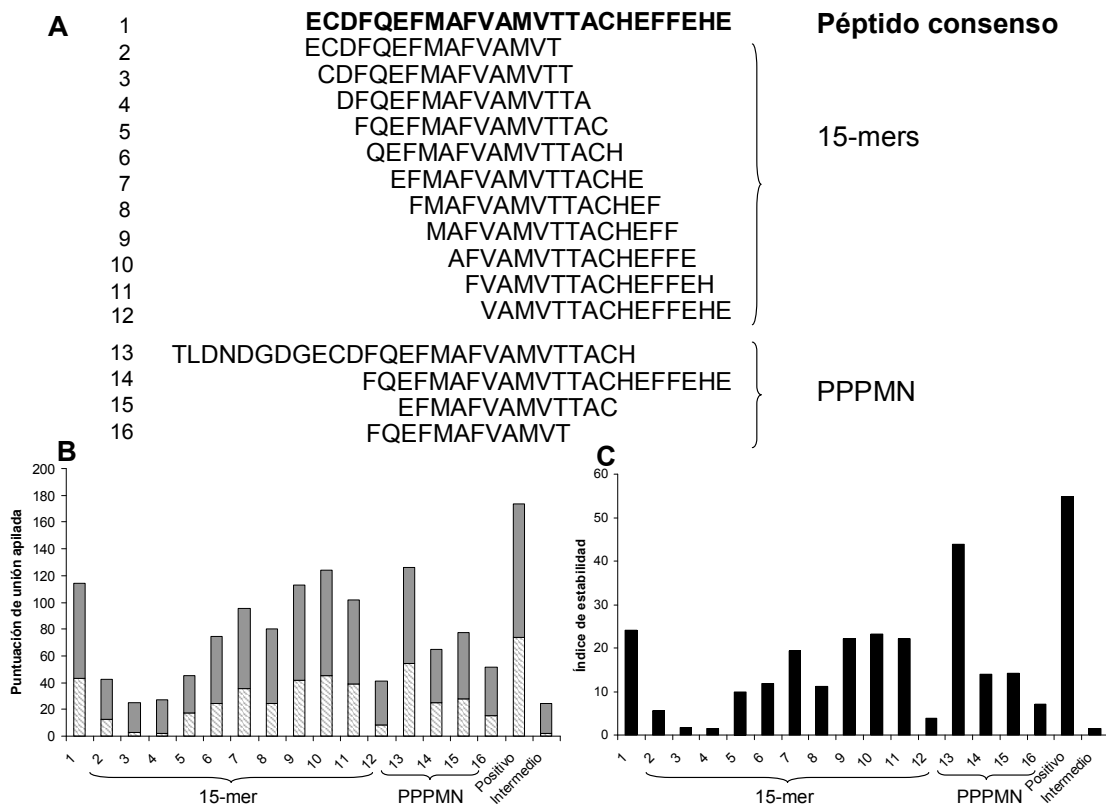 A
1 ECDFQEFMAFVAMVTTACHEFFEHE Péptido consenso
2 ECDFQEFMAFVAMVT
3 CDFQEFMAFVAMVTT
4 DFQEFMAFVAMVTTA
5 FQEFMAFVAMVTTAC
6 QEFMAFVAMVTTACH
7 EFMAFVAMVTTACHE
8 FMAFVAMVTTACHEF
9 MAFVAMVTTACHEFF
10 AFVAMVTTACHEFFE
11 FVAMVTTACHEFFEH
12 VAMVTTACHEFFEHE
15-mers
13 TLDNDGDGECDFQEFMAFVAMVTTACH
14 FQEFMAFVAMVTTACHEFFEHE
15 EFMAFVAMVTTAC
16 FQEFMAFVAMVT
PPPMN
B
Puntuación de unión apilada
200
180
160
140
120
100
80
60
40
20
0
1 2 3 4 5 6 7 8 9 10 11 12 13 14 15 16 Positivo Intermedio
15-mer PPPMN
C
Índice de estabilidad
60
50
40
30
20
10
0
1 2 3 4 5 6 7 8 9 10 11 12 13 14 15 16 Positivo Intermedio
15-mer PPPMN